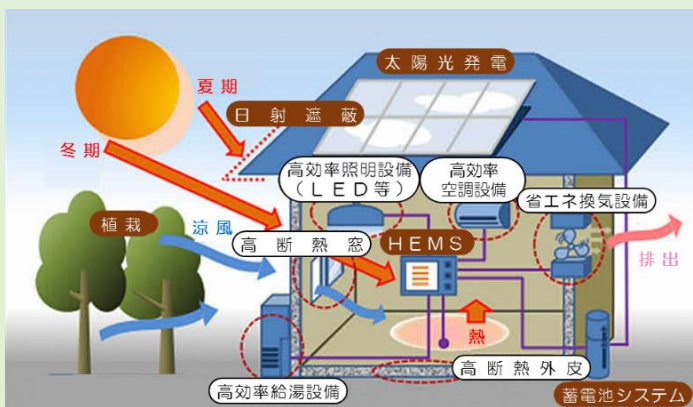 太陽光発電
夏期
日射遮蔽
冬期
高効率照明設備
(LED等)
高効率
空調設備
省エネ換気設備
植栽
涼風
高断熱窓
HEMS
排出
熱
高断熱外皮
高効率給湯設備
蓄電池システム